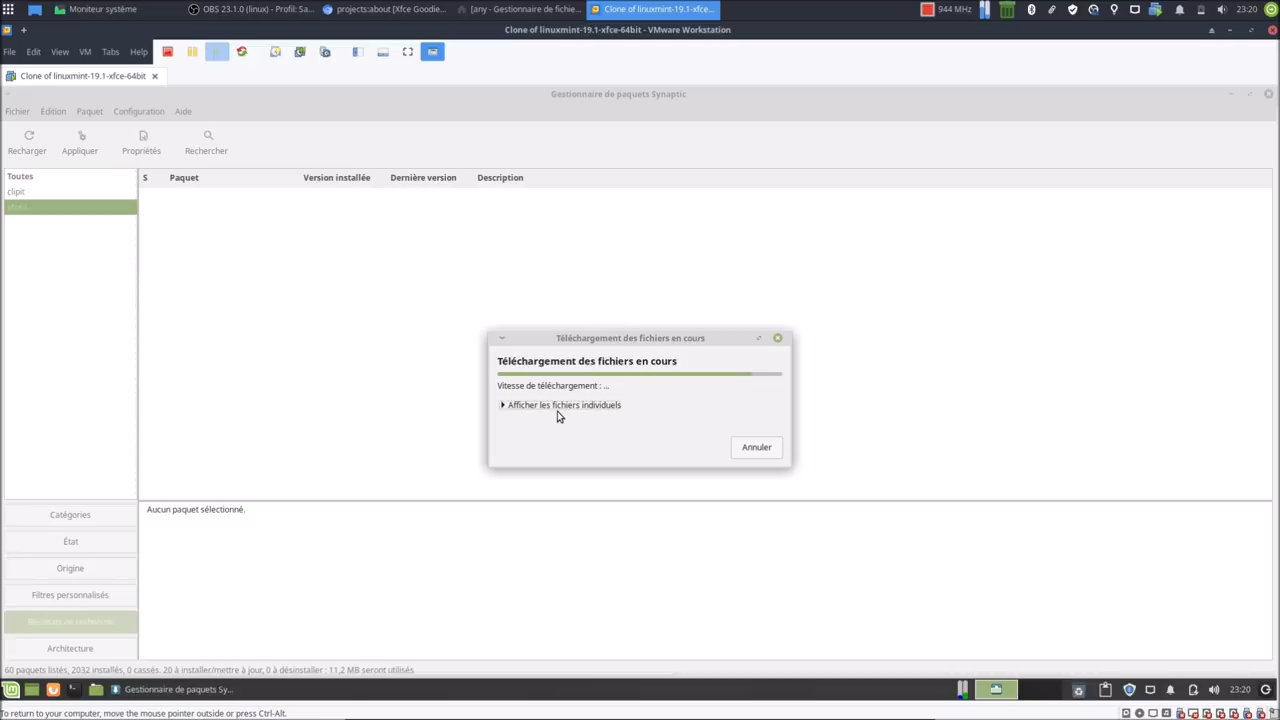 Moniteur système
OBS 23.1.0 (linux) - Profil: Sa...
projects:about [Xfce Goodie...
[any - Gestionnaire de fichie...
Clone of linuxmint-19.1-xfce...
944 MHz
23:20
Clone of linuxmint-19.1-xfce-64bit - VMware Workstation
File Edit View VM Tabs Help
Clone of linuxmint-19.1-xfce-64bit
Gestionnaire de paquets Synaptic
Fichier Édition Paquet Configuration Aide
Recharger Appliquer Propriétés Rechercher
Toutes
clipit
S Paquet Version installée Dernière version Description
Téléchargement des fichiers en cours
Téléchargement des fichiers en cours
Vitesse de téléchargement : ...
Afficher les fichiers individuels
Annuler
Aucun paquet sélectionné.
Catégories
État
Origine
Filtres personnalisés
Résultats de recherche
Architecture
60 paquets listés, 2032 installés, 0 cassés. 20 à installer/mettre à jour, 0 à désinstaller : 11,2 MB seront utilisés
Gestionnaire de paquets Sy...
23:20
To return to your computer, move the mouse pointer outside or press Ctrl-Alt.